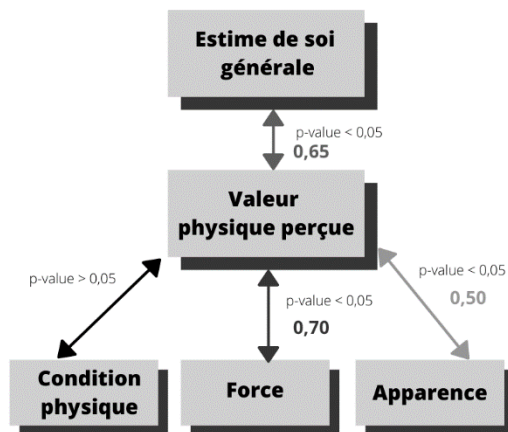 Estime de soi
générale
p-value < 0,05
0,65
Valeur
physique perçue
p-value > 0,05
p-value < 0,05
0,70
p-value < 0,05
0,50
Condition
physique
Force
Apparence